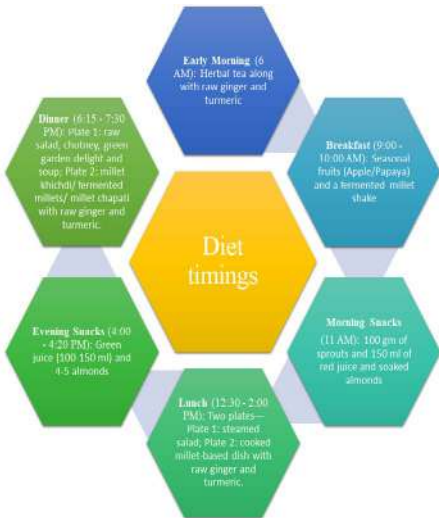 Early Morning (6
AM): Herbal tea along
with raw ginger and
turmeric
Breakfast (9:00 -
10:00 AM): Seasonal
fruits (Apple/Papaya)
and a fermented millet
shake
Morning Snacks
(11 AM): 100 gm of
sprouts and 150 ml of
red juice and soaked
almonds
Lunch (12:30 - 2:00
PM): Two plates—
Plate 1: steamed
salad; Plate 2: cooked
millet-based dish with
raw ginger and
turmeric.
Evening Snacks (4:00
- 4:20 PM): Green
juice [100-150 ml) and
4-5 almonds
Dinner (6:15 - 7:30
PM): Plate 1: raw
salad, chutney, green
garden delight and
soup; Plate 2: millet
khichdi/ fermented
millets/ millet chapati
with raw ginger and
turmeric.
Diet
timings